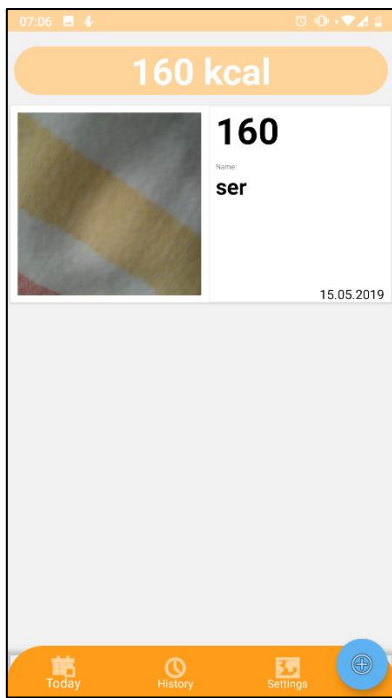 07:06
160 kcal
160
Name:
ser
15.05.2019
Today
History
Settings